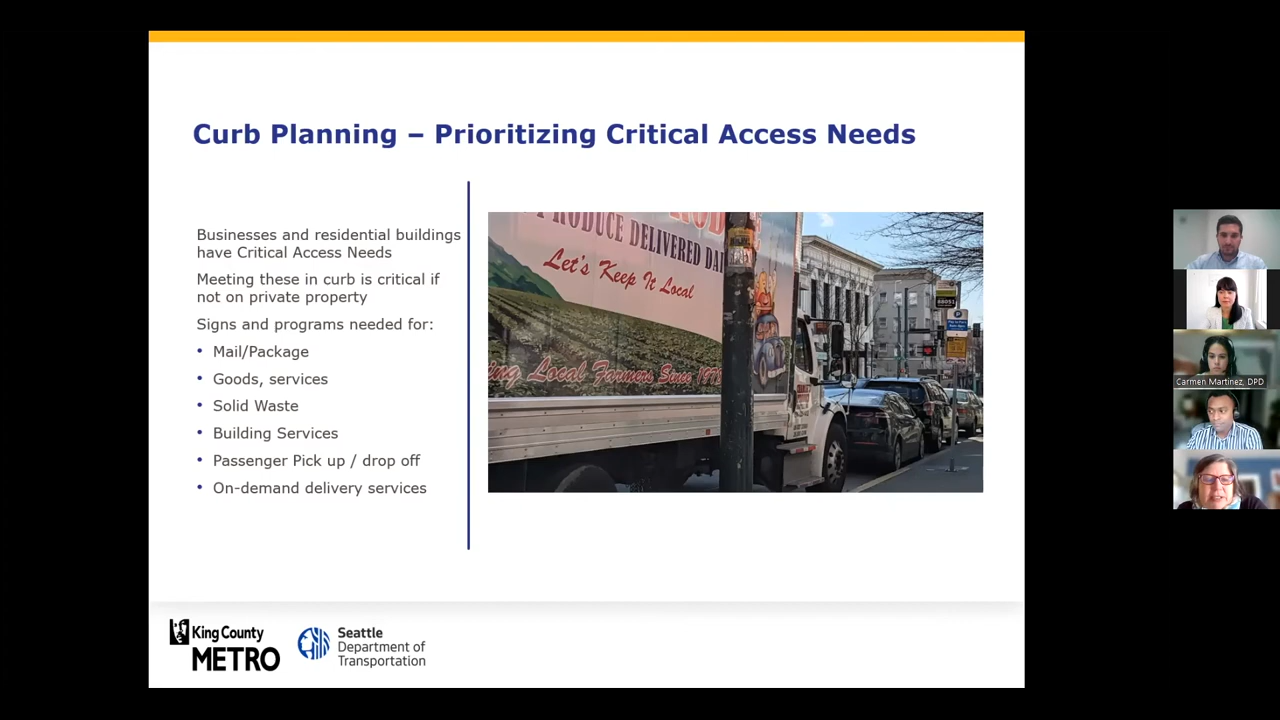 Curb Planning – Prioritizing Critical Access Needs
Businesses and residential buildings
have Critical Access Needs
Meeting these in curb is critical if
not on private property
Signs and programs needed for:
• Mail/Package
• Goods, services
• Solid Waste
• Building Services
• Passenger Pick up / drop off
• On-demand delivery services
PRODUCE DELIVERED
Let's Keep It Local
Local Farmers Since 1978
88051
P
King County
METRO
Seattle
Department of
Transportation
Carmen Martinez, DPD